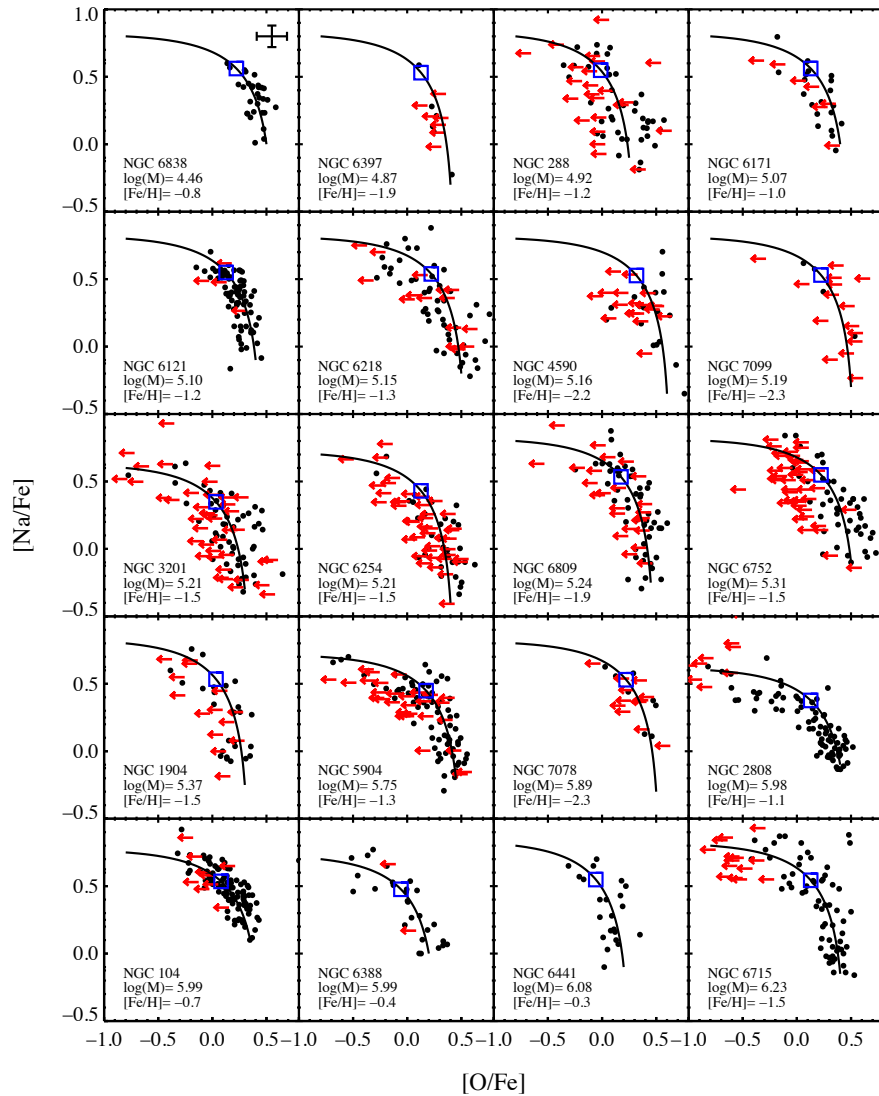 1.0
0.5
0.0
−0.5
NGC 6838
log(M)= 4.46
[Fe/H]= −0.8
NGC 6397
log(M)= 4.87
[Fe/H]= −1.9
NGC 288
log(M)= 4.92
[Fe/H]= −1.2
NGC 6171
log(M)= 5.07
[Fe/H]= −1.0
0.5
0.0
−0.5
NGC 6121
log(M)= 5.10
[Fe/H]= −1.2
NGC 6218
log(M)= 5.15
[Fe/H]= −1.3
NGC 4590
log(M)= 5.16
[Fe/H]= −2.2
NGC 7099
log(M)= 5.19
[Fe/H]= −2.3
[Na/Fe]
0.5
0.0
−0.5
NGC 3201
log(M)= 5.21
[Fe/H]= −1.5
NGC 6254
log(M)= 5.21
[Fe/H]= −1.5
NGC 6809
log(M)= 5.24
[Fe/H]= −1.9
NGC 6752
log(M)= 5.31
[Fe/H]= −1.5
0.5
0.0
−0.5
NGC 1904
log(M)= 5.37
[Fe/H]= −1.5
NGC 5904
log(M)= 5.75
[Fe/H]= −1.3
NGC 7078
log(M)= 5.89
[Fe/H]= −2.3
NGC 2808
log(M)= 5.98
[Fe/H]= −1.1
0.5
0.0
−0.5
NGC 104
log(M)= 5.99
[Fe/H]= −0.7
NGC 6388
log(M)= 5.99
[Fe/H]= −0.4
NGC 6441
log(M)= 6.08
[Fe/H]= −0.3
NGC 6715
log(M)= 6.23
[Fe/H]= −1.5
−1.0 −0.5 0.0 0.5 −1.0 −0.5 0.0 0.5 −1.0 −0.5 0.0 0.5 −1.0 −0.5 0.0 0.5
[O/Fe]